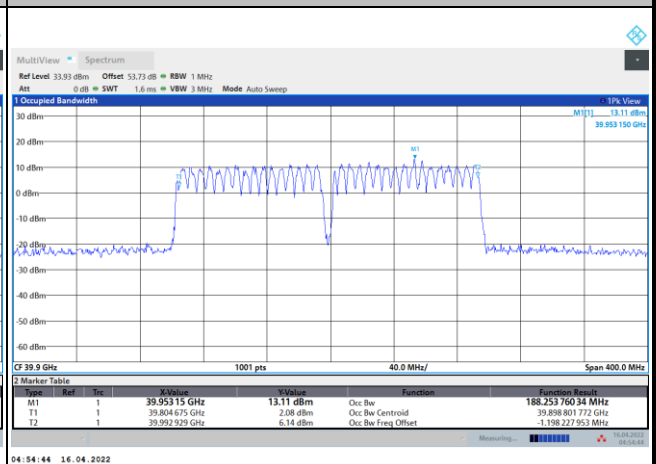 MultiView Spectrum
Ref Level 33.93 dBm Offset 53.73 dB RBW 1 MHz
Att 0 dB SWT 1.6 ms VBW 3 MHz Mode Auto Sweep
1 Occupied Bandwidth 1Pk View
M1[1] 13.11 dBm
39.953 150 GHz
30 dBm
20 dBm
M1
10 dBm
T1
T2
0 dBm
-10 dBm
-20 dBm
-30 dBm
-40 dBm
-50 dBm
-60 dBm
CF 39.9 GHz 1001 pts 40.0 MHz/ Span 400.0 MHz
2 Marker Table
Type Ref Trc X-Value Y-Value Function Function Result
M1 1 39.953 15 GHz 13.11 dBm Occ Bw 188.253 760 34 MHz
T1 1 39.804 675 GHz 2.08 dBm Occ Bw Centroid 39.898 801 772 GHz
T2 1 39.992 929 GHz 6.14 dBm Occ Bw Freq Offset -1.198 227 953 MHz
Measuring... 16.04.2022
04:54:44
04:54:44 16.04.2022